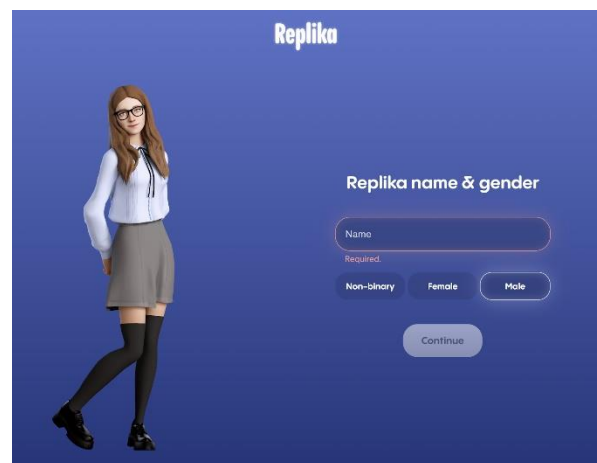 Replika
Replika name & gender
Name
Required.
Non-binary Female Male
Continue